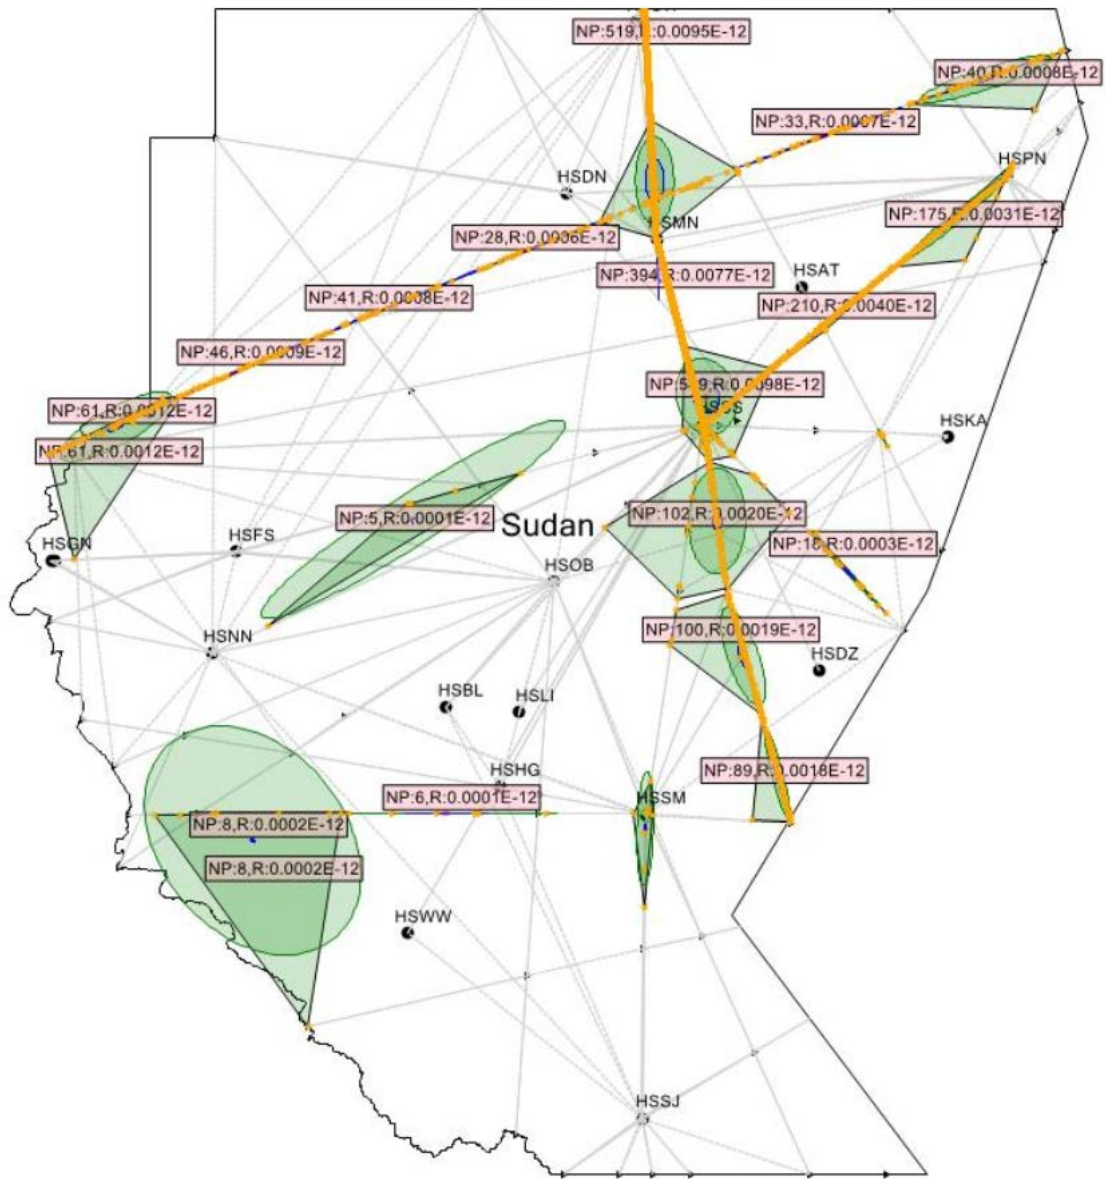 NP:519,R:0.0095E-12
NP:40,R:0.0008E-12
NP:33,R:0.0007E-12
HSPN
HSDN
NP:175,R:0.0031E-12
SMN
NP:28,R:0.0006E-12
NP:394,R:0.0077E-12
HSAT
NP:41,R:0.0008E-12
NP:210,R:0.0040E-12
NP:46,R:0.0009E-12
NP:61,R:0.0012E-12
HSKA
NP:61,R:0.0012E-12
NP:5,R:0.0001E-12
Sudan
NP:102,R:0.0020E-12
HSFS
HSGN
NP:18,R:0.0003E-12
HSOB
HSNN
NP:100,R:0.0019E-12
HSDZ
HSBL
HSLI
HSHG
NP:89,R:0.0018E-12
NP:6,R:0.0001E-12
HSSM
NP:8,R:0.0002E-12
NP:8,R:0.0002E-12
HSWW
HSSJ